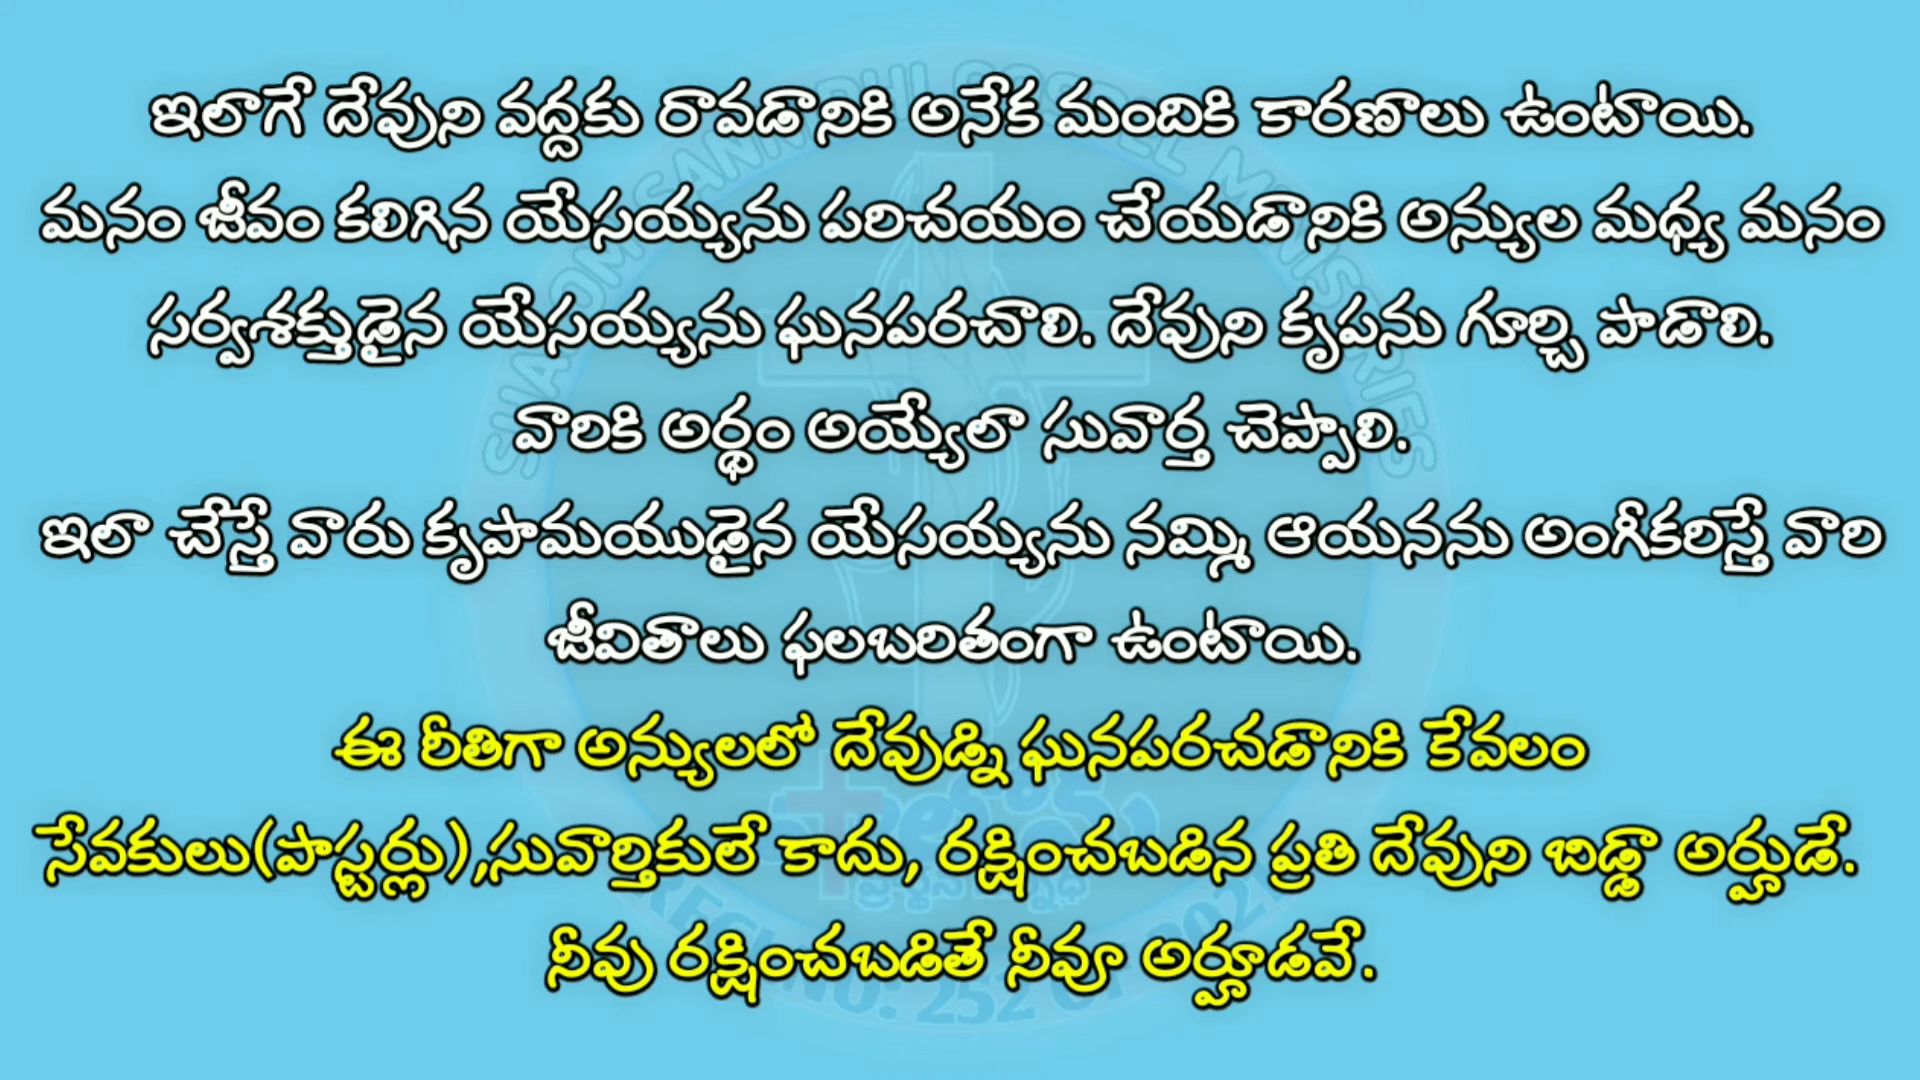 ఇలాగే దేవుని వద్దకు రావడానికి అనేక మందికి కారణాలు ఉంటాయి.
మనం జీవం కలిగిన యేసయ్యను పరిచయం చేయడానికి అన్యుల మధ్య మనం
సర్వశక్తుడైన యేసయ్యను ఘనపరచాలి. దేవుని కృపను గూర్చి పాడాలి.
వారికి అర్థం అయ్యేలా సువార్త చెప్పాలి.
ఇలా చేస్తే వారు కృపామయుడైన యేసయ్యను నమ్మి ఆయనను అంగీకరిస్తే వారి
జీవితాలు ఫలబరితంగా ఉంటాయి.
ఈ రీతిగా అన్యులలో దేవుడ్ని ఘనపరచడానికి కేవలం
సేవకులు(పాస్టర్లు),సువార్తికులే కాదు, రక్షించబడిన ప్రతి దేవుని బిడ్డా అర్హుడే.
నీవు రక్షించబడితే నీవూ అర్హూడవే.